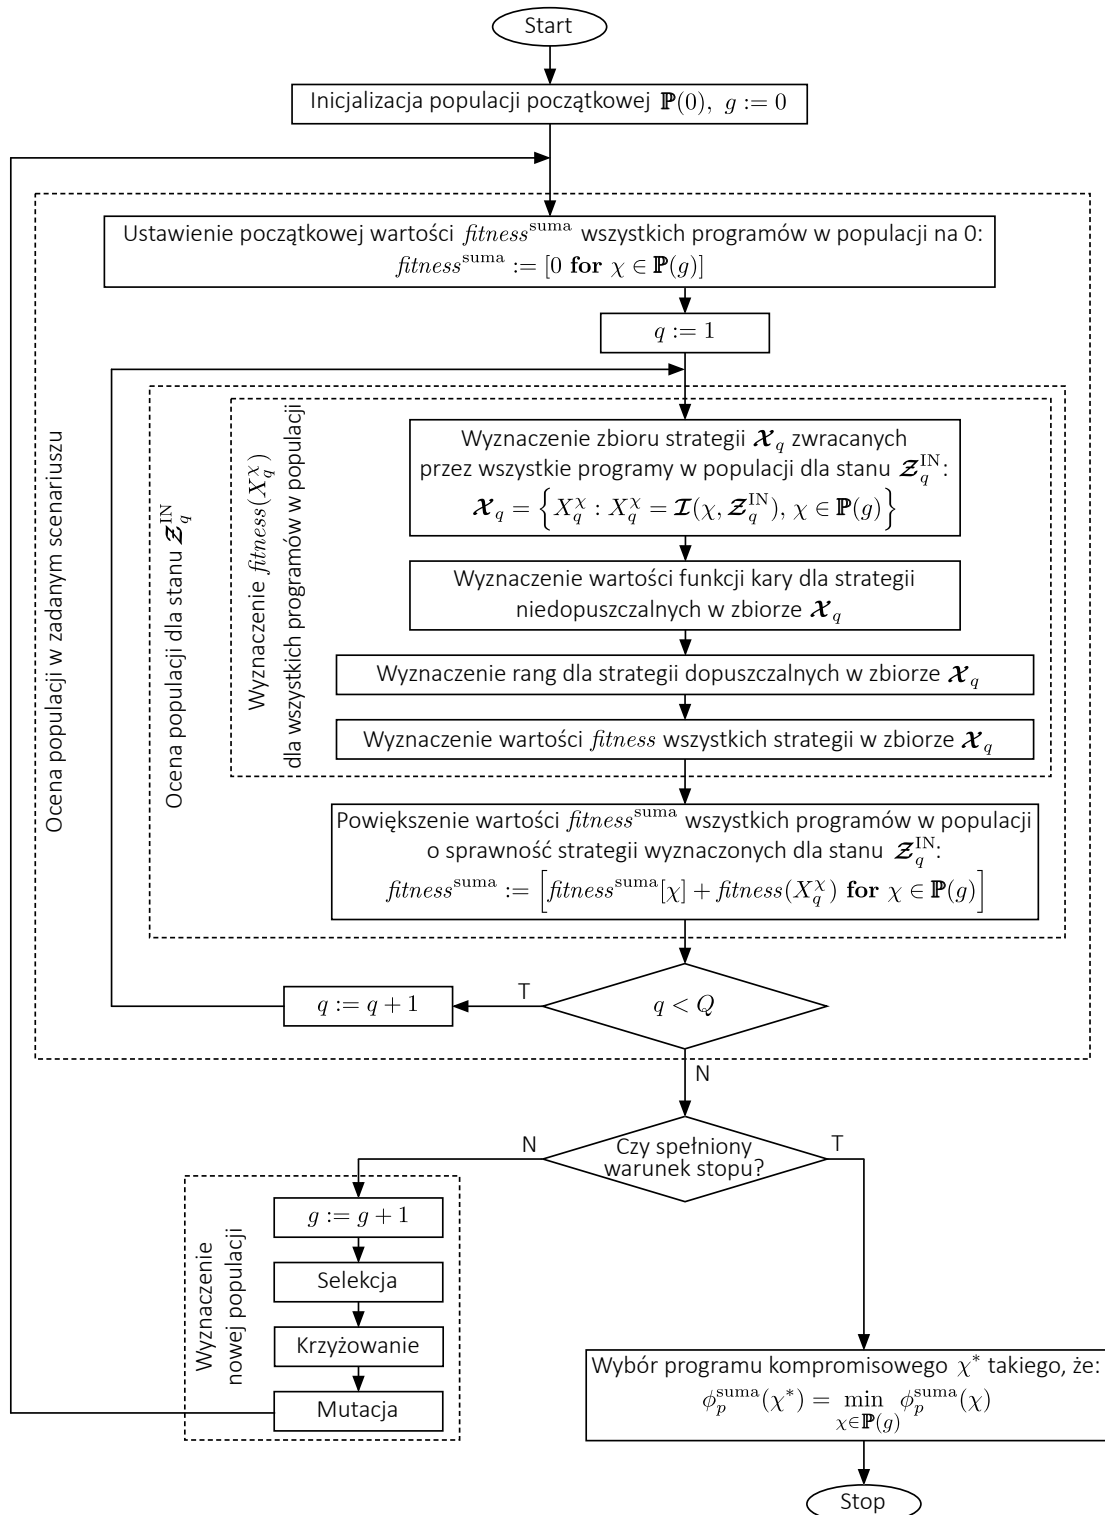 Start
Inicjalizacja populacji początkowej ℙ(0), g := 0
Ustawienie początkowej wartości fitness^suma wszystkich programów w populacji na 0:
fitness^suma := [0 for χ ∈ ℙ(g)]
q := 1
Ocena populacji w zadanym scenariuszu
Ocena populacji dla stanu 𝓩_q^IN
Wyznaczenie fitness(X_q^χ)
dla wszystkich programów w populacji
Wyznaczenie zbioru strategii 𝓧_q zwracanych
przez wszystkie programy w populacji dla stanu 𝓩_q^IN:
𝓧_q = {X_q^χ : X_q^χ = 𝓘(χ, 𝓩_q^IN), χ ∈ ℙ(g)}
Wyznaczenie wartości funkcji kary dla strategii
niedopuszczalnych w zbiorze 𝓧_q
Wyznaczenie rang dla strategii dopuszczalnych w zbiorze 𝓧_q
Wyznaczenie wartości fitness wszystkich strategii w zbiorze 𝓧_q
Powiększenie wartości fitness^suma wszystkich programów w populacji
o sprawność strategii wyznaczonych dla stanu 𝓩_q^IN:
fitness^suma := [fitness^suma[χ] + fitness(X_q^χ) for χ ∈ ℙ(g)]
q := q + 1
T
q < Q
N
N
Czy spełniony
warunek stopu?
T
Wyznaczenie
nowej populacji
g := g + 1
Selekcja
Krzyżowanie
Mutacja
Wybór programu kompromisowego χ* takiego, że:
ϕ_p^suma(χ*) = min ϕ_p^suma(χ)
χ∈ℙ(g)
Stop